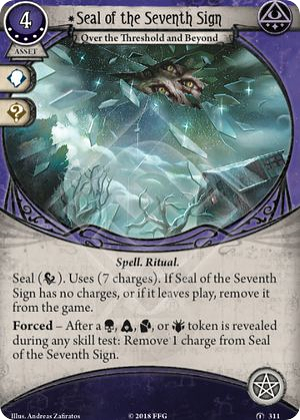 4
ASSET
*Seal of the Seventh Sign
Over the Threshold and Beyond
Spell. Ritual.
Seal (). Uses (7 charges). If Seal of the Seventh
Sign has no charges, or if it leaves play, remove it
from the game.
Forced – After a , , , or token is revealed
during any skill test: Remove 1 charge from Seal
of the Seventh Sign.
Illus. Andreas Zafiratos
© 2018 FFG
311